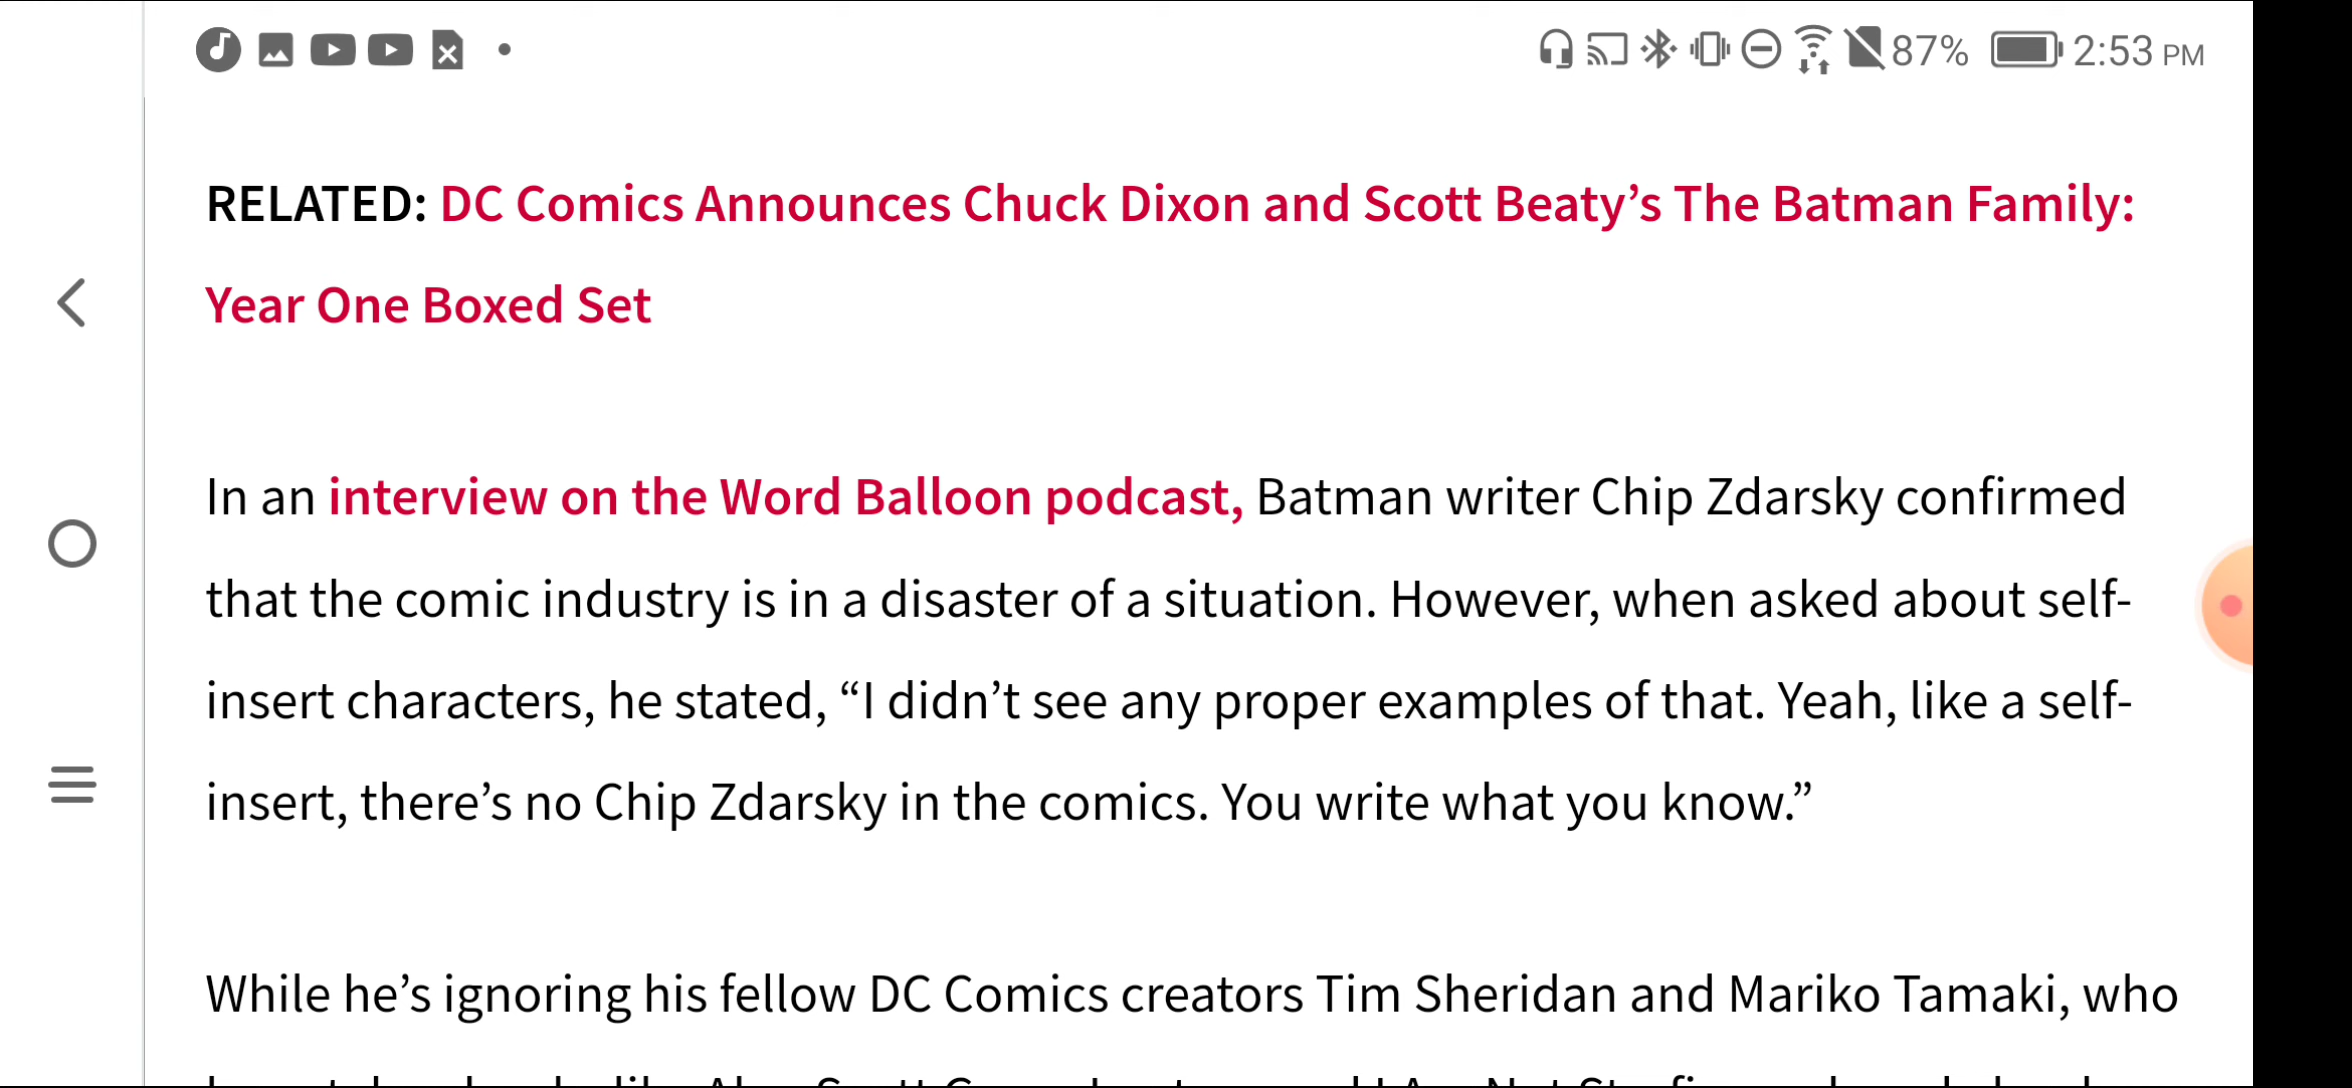 87% 2:53 PM
RELATED: DC Comics Announces Chuck Dixon and Scott Beaty’s The Batman Family:
Year One Boxed Set
In an interview on the Word Balloon podcast, Batman writer Chip Zdarsky confirmed
that the comic industry is in a disaster of a situation. However, when asked about self-
insert characters, he stated, “I didn’t see any proper examples of that. Yeah, like a self-
insert, there’s no Chip Zdarsky in the comics. You write what you know.”
While he’s ignoring his fellow DC Comics creators Tim Sheridan and Mariko Tamaki, who